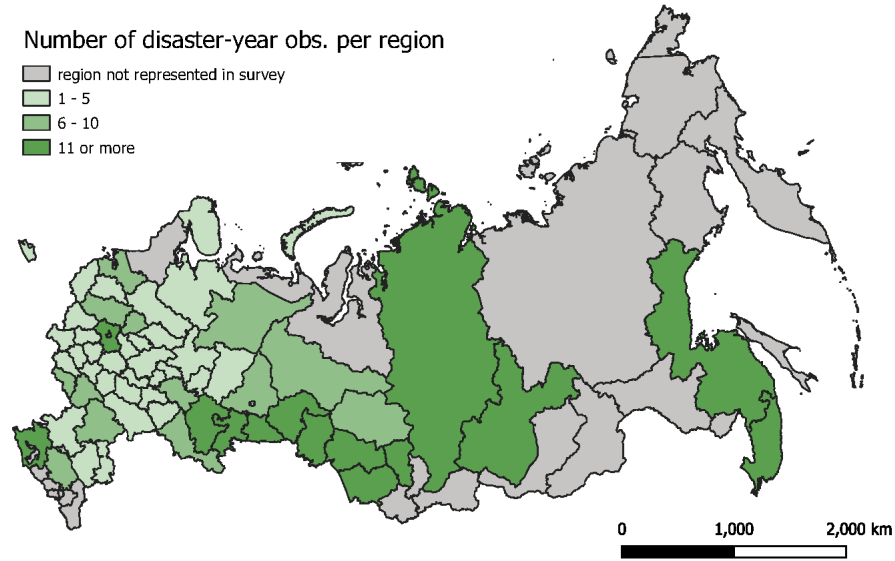 Number of disaster-year obs. per region
region not represented in survey
1 - 5
6 - 10
11 or more
0 1,000 2,000 km